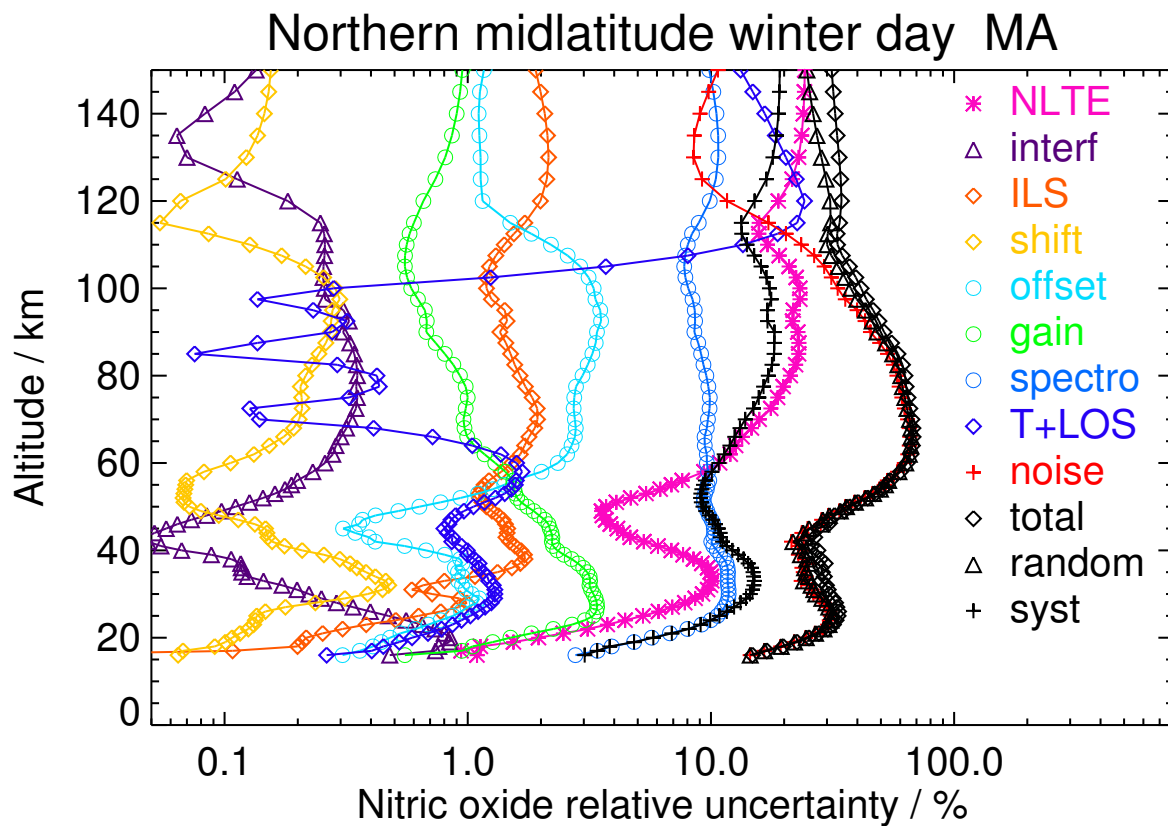 Northern midlatitude winter day  MA
Altitude / km
140
120
100
80
60
40
20
0
NLTE
interf
ILS
shift
offset
gain
spectro
T+LOS
noise
total
random
syst
0.1
1.0
10.0
100.0
Nitric oxide relative uncertainty / %